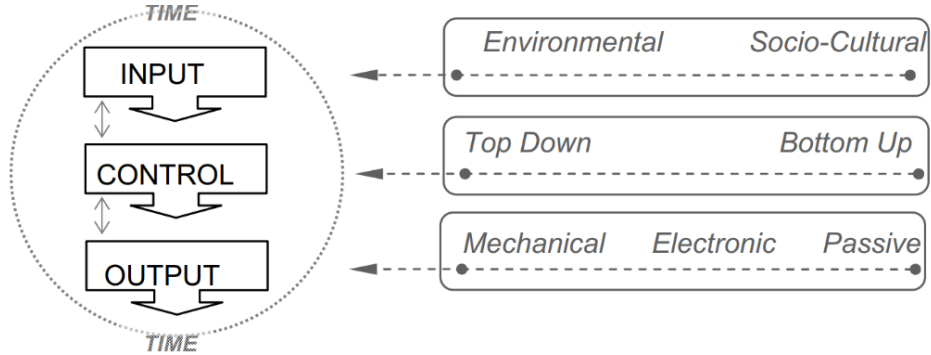 TIME
INPUT
Environmental Socio-Cultural
CONTROL
Top Down Bottom Up
OUTPUT
Mechanical Electronic Passive
TIME